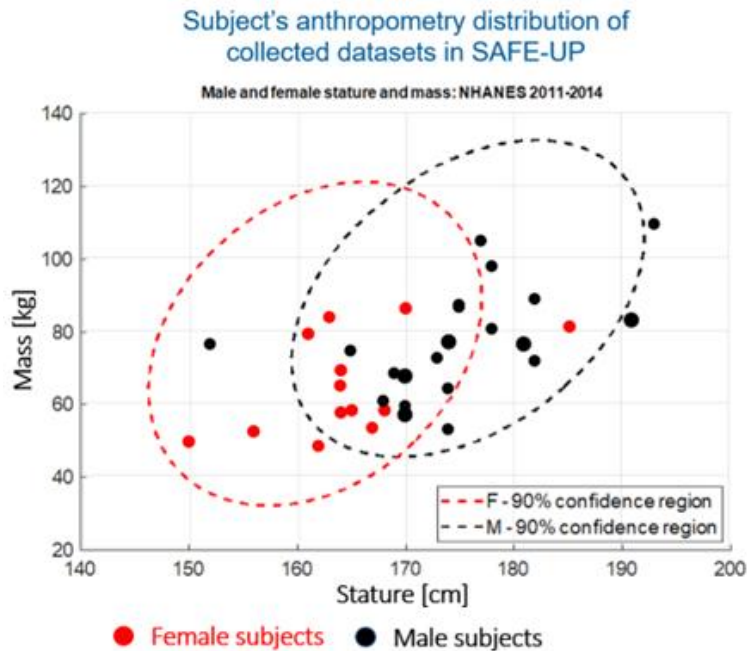 Subject's anthropometry distribution of
collected datasets in SAFE-UP
Male and female stature and mass: NHANES 2011-2014
140
120
100
80
60
40
20
Mass [kg]
F - 90% confidence region
M - 90% confidence region
140 150 160 170 180 190 200
Stature [cm]
Female subjects Male subjects